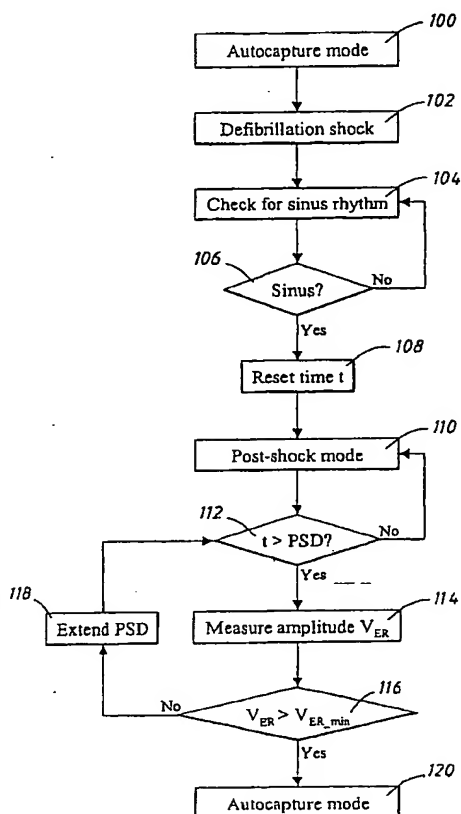 100
Autocapture mode
102
Defibrillation shock
104
Check for sinus rhythm
106
Sinus?
No
Yes
108
Reset time t
110
Post-shock mode
112
t > PSD?
No
Yes
118
Extend PSD
114
Measure amplitude V_ER
116
No
V_ER > V_ER_min
Yes
120
Autocapture mode